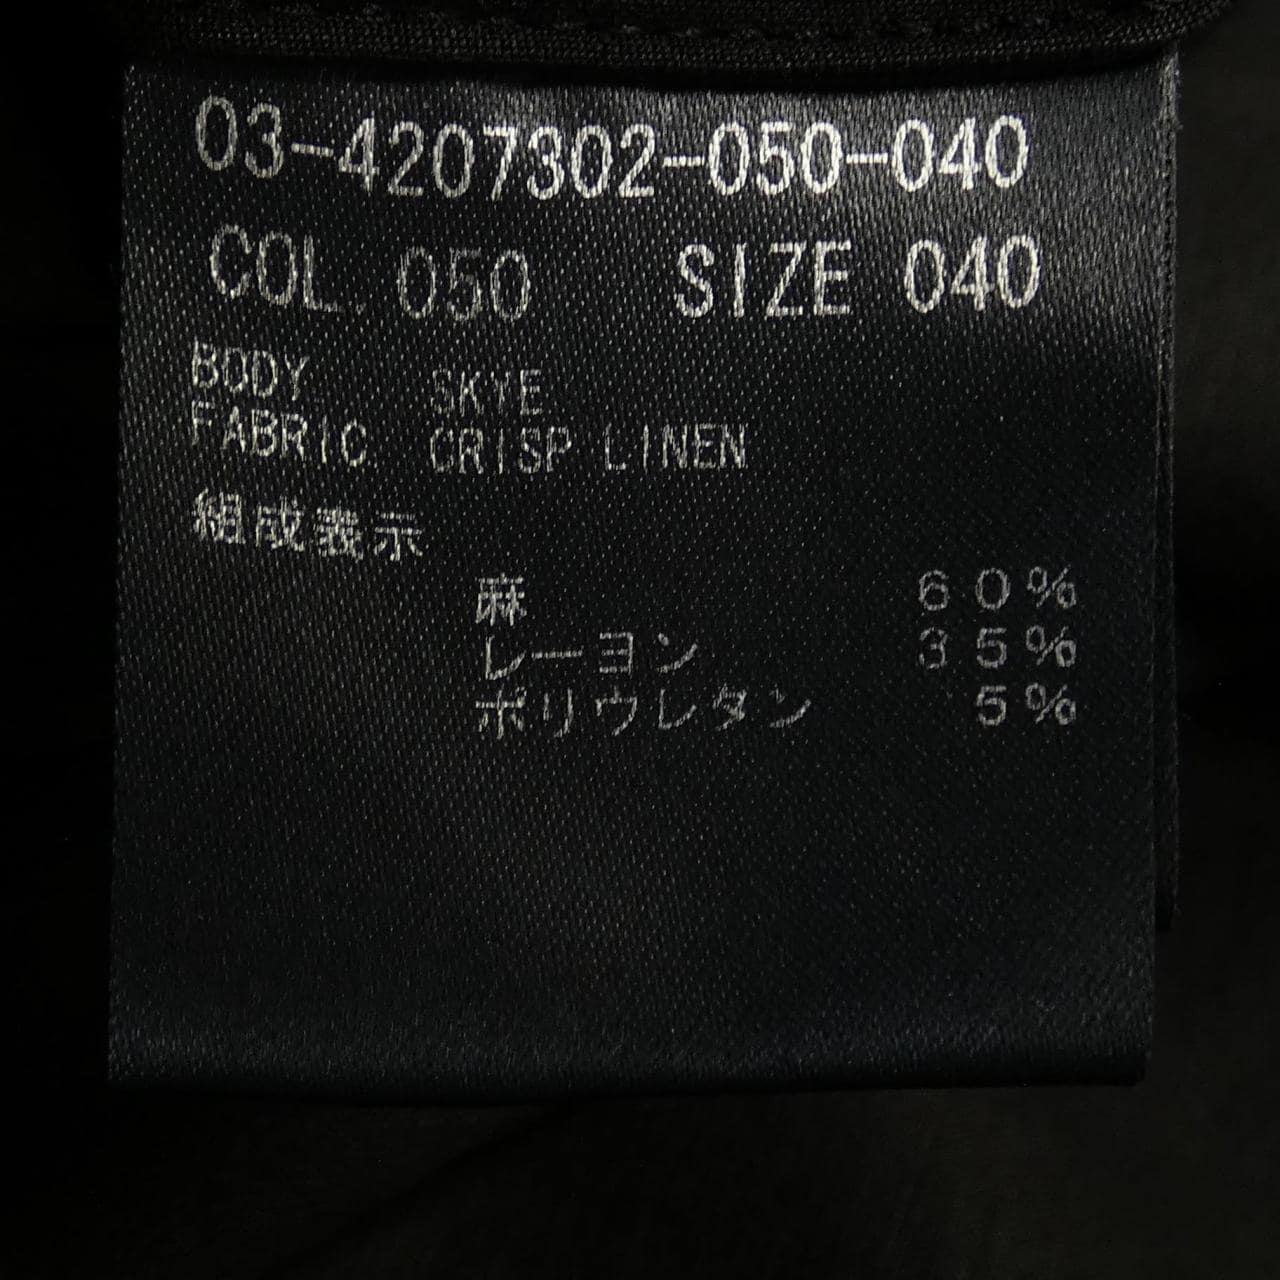 03-4207302-050-040
COL. 050 SIZE 040
BODY SKYE
FABRIC CRISP LINEN
組成表示
麻 60%
レーヨン 35%
ポリウレタン 5%